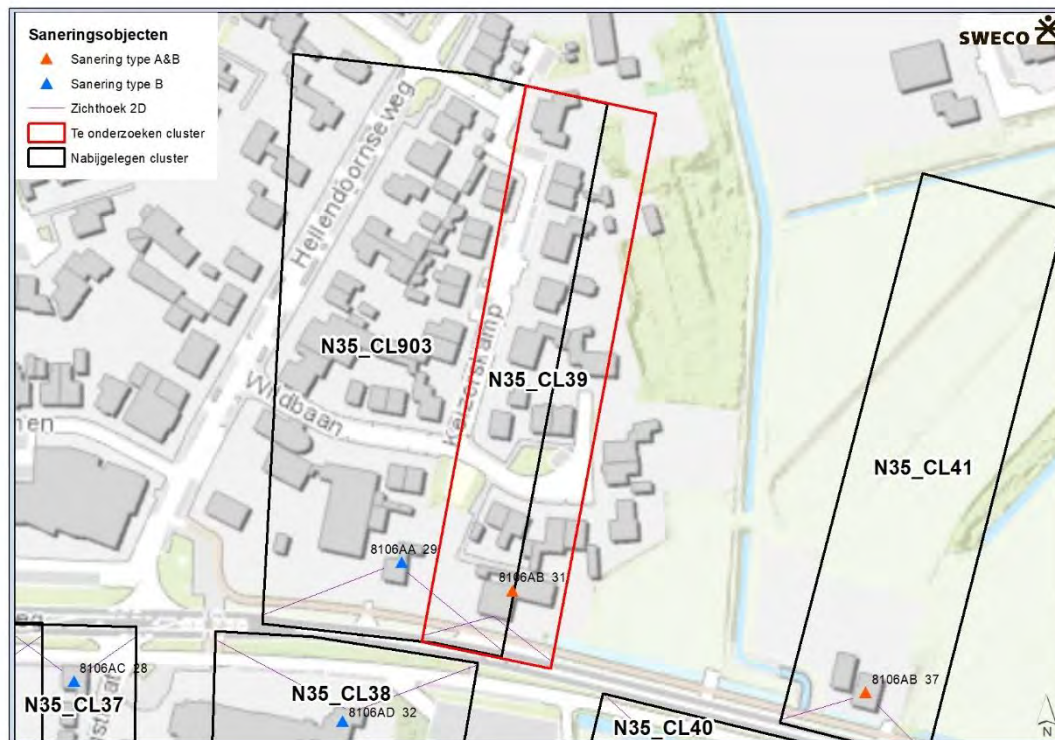 Saneringsobjecten
Sanering type A&B
Sanering type B
Zichthoek 2D
Te onderzoeken cluster
Nabijgelegen cluster
SWECO
Hellendoornseweg
N35_CL903
Keizerskamp
N35_CL39
Wildbaan
N35_CL41
8106AA 29
8106AB 31
8106AC 28
8106AB 37
N35_CL38
N35_CL37
8106AD 32
N35_CL40
N